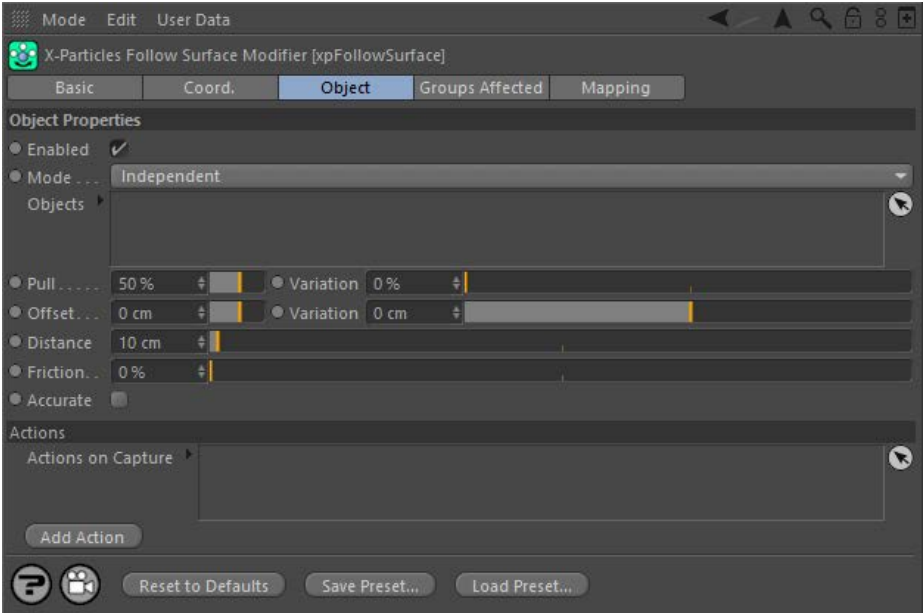 Mode Edit User Data
X-Particles Follow Surface Modifier [xpFollowSurface]
Basic Coord. Object Groups Affected Mapping
Object Properties
Enabled
Mode . . . Independent
Objects
Pull . . . . . 50 % Variation 0 %
Offset. . . 0 cm Variation 0 cm
Distance 10 cm
Friction. . 0 %
Accurate
Actions
Actions on Capture
Add Action
Reset to Defaults Save Preset... Load Preset...